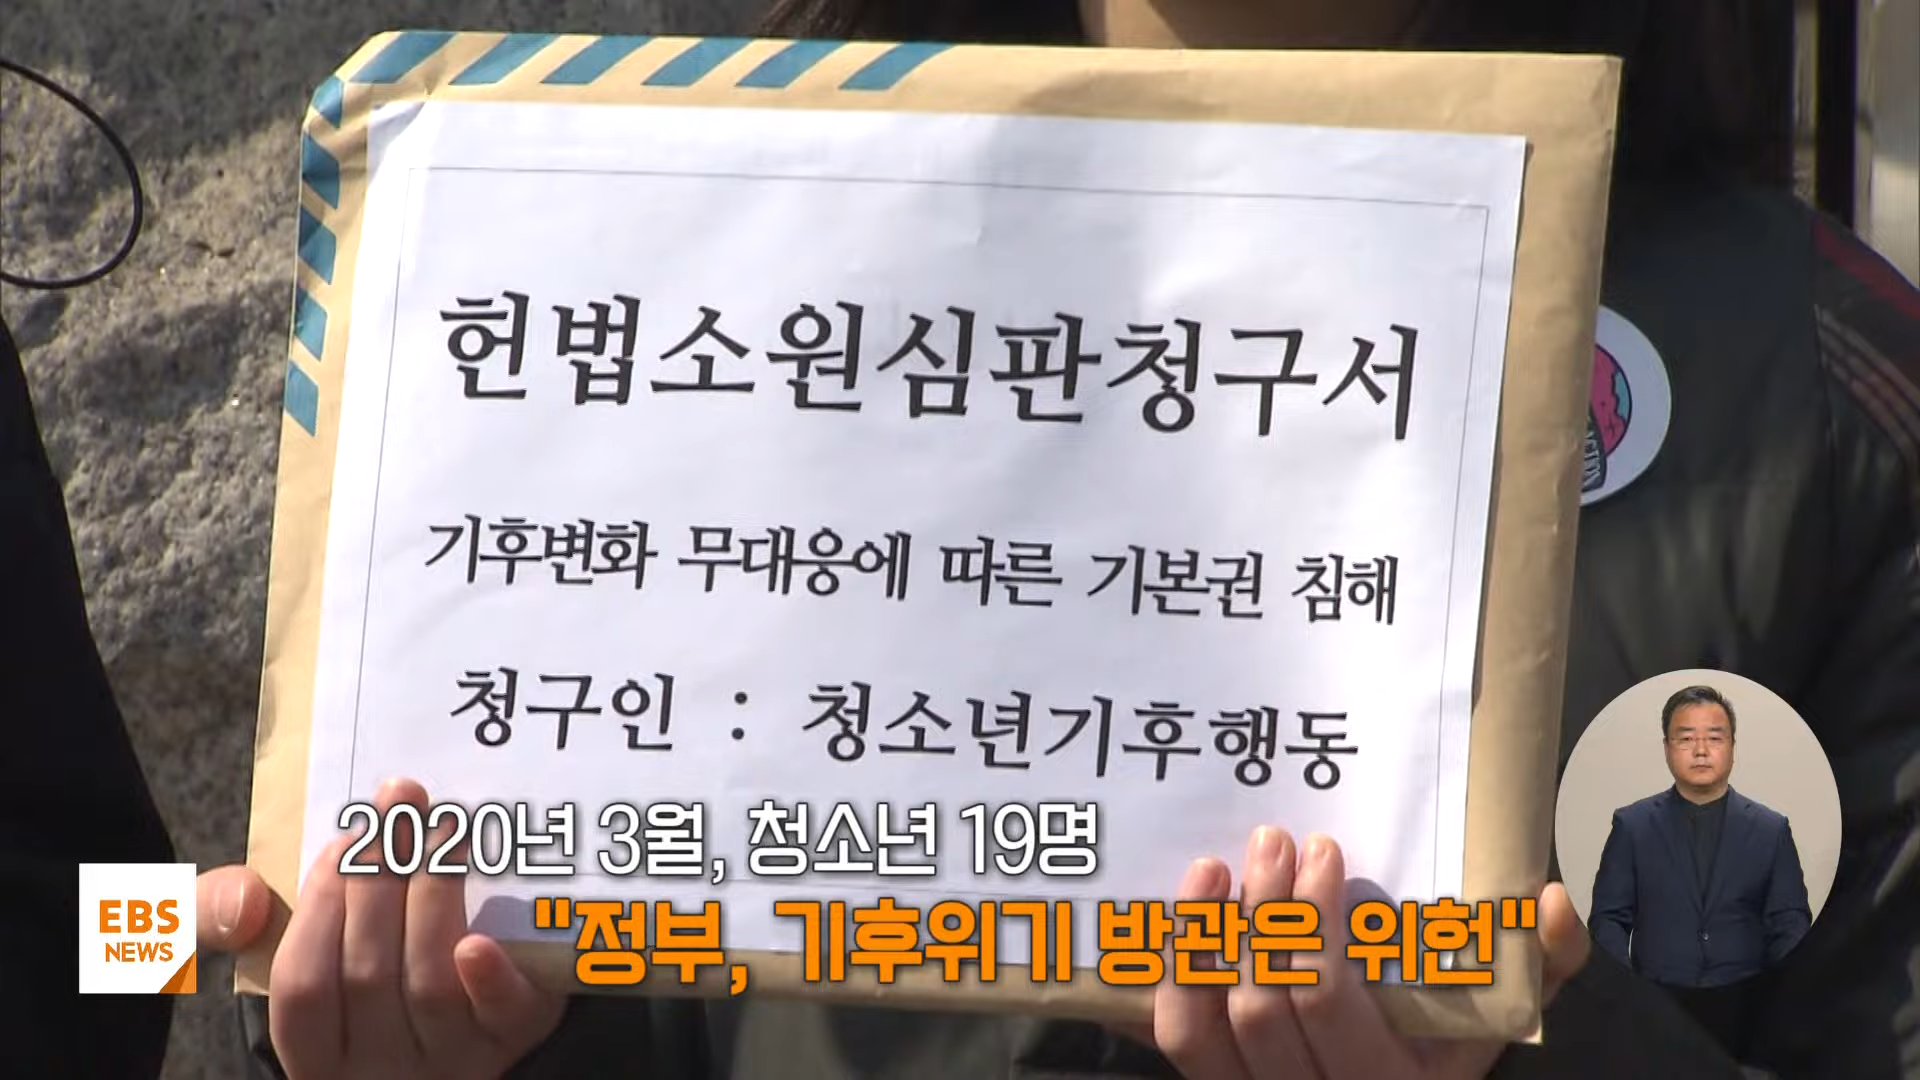 헌법소원심판청구서
기후변화 무대응에 따른 기본권 침해
청구인 : 청소년기후행동
2020년 3월, 청소년 19명
"정부, 기후위기 방관은 위헌"
EBS
NEWS